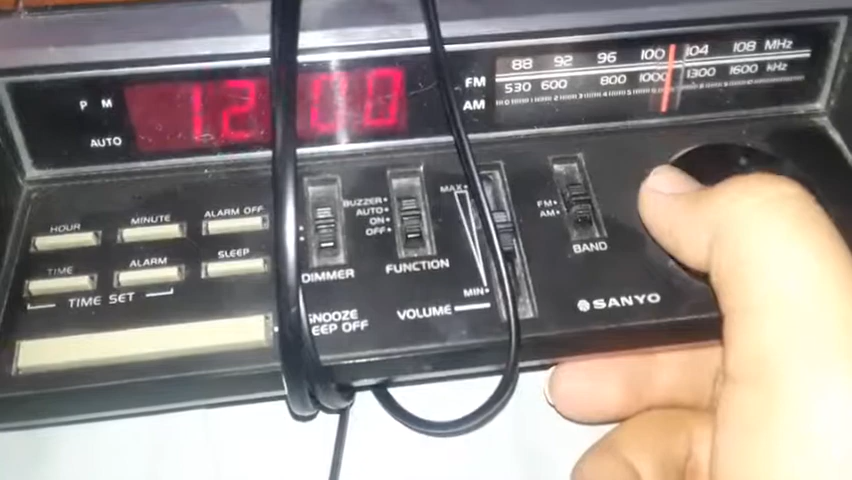 FM 88 92 96 100 104 108 MHz
AM 530 600 800 1000 1300 1600 KHz
P M
12 00
AUTO
HOUR MINUTE ALARM OFF
TIME ALARM SLEEP
TIME SET
DIMMER
BUZZER
AUTO
ON
OFF
FUNCTION
MAX
MIN
VOLUME
FM
AM
BAND
SNOOZE
EEP OFF
SANYO